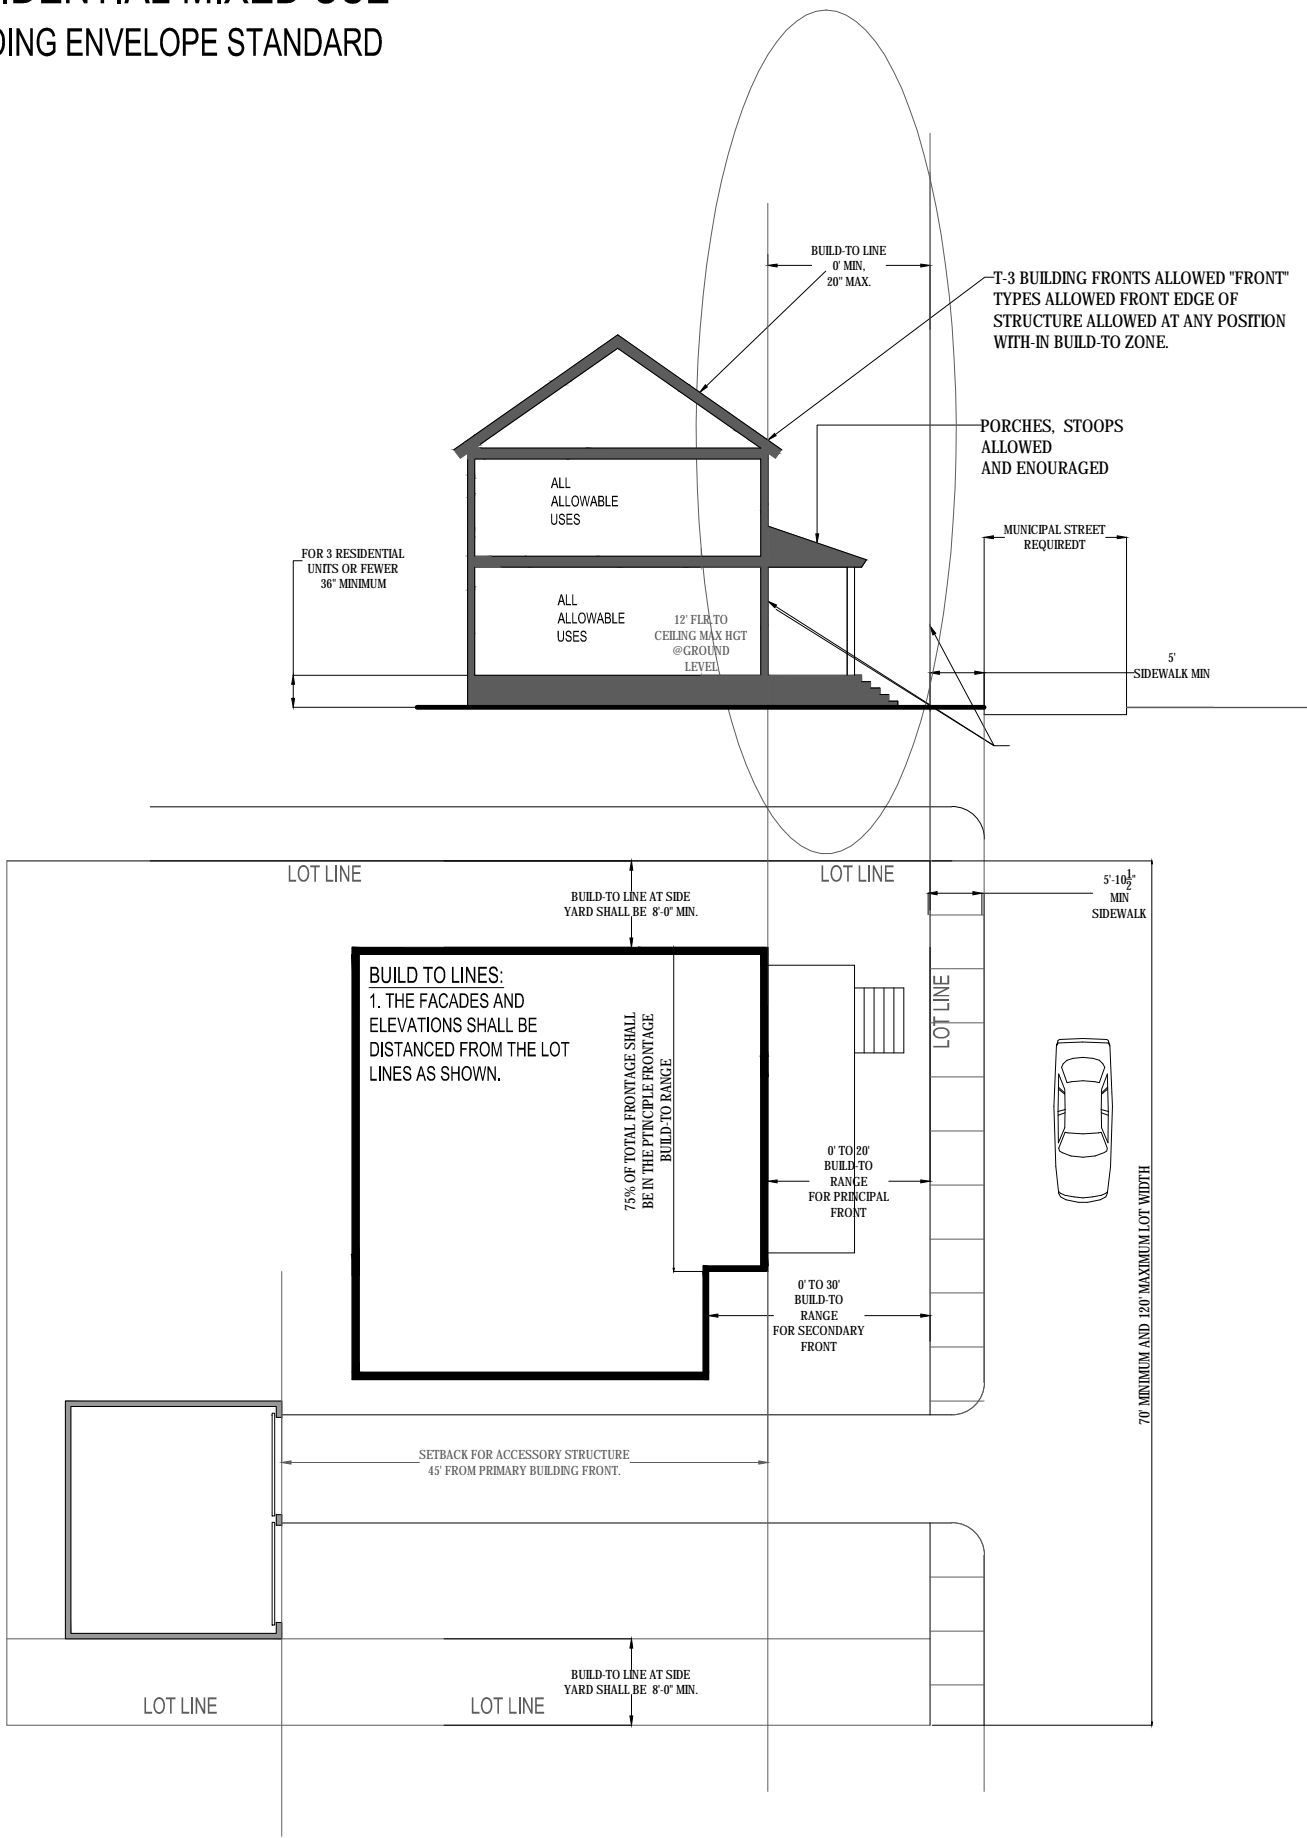 DING ENVELOPE STANDARD
BUILD-TO LINE
0' MIN,
20" MAX.
T-3 BUILDING FRONTS ALLOWED "FRONT"
TYPES ALLOWED FRONT EDGE OF
STRUCTURE ALLOWED AT ANY POSITION
WITH-IN BUILD-TO ZONE.
PORCHES, STOOPS
ALLOWED
AND ENOURAGED
ALL
ALLOWABLE
USES
MUNICIPAL STREET
REQUIREDT
FOR 3 RESIDENTIAL
UNITS OR FEWER
36" MINIMUM
ALL
ALLOWABLE
USES
12' FLR.TO
CEILING MAX HGT
@GROUND
LEVEL
5'
SIDEWALK MIN
LOT LINE
LOT LINE
BUILD-TO LINE AT SIDE
YARD SHALL BE 8'-0" MIN.
5'-10 1/2"
MIN
SIDEWALK
BUILD TO LINES:
1. THE FACADES AND
ELEVATIONS SHALL BE
DISTANCED FROM THE LOT
LINES AS SHOWN.
75% OF TOTAL FRONTAGE SHALL
BE IN THE PTINCIPLE FRONTAGE
BUILD-TO RANGE
LOT LINE
0' TO 20'
BUILD-TO
RANGE
FOR PRINCIPAL
FRONT
0' TO 30'
BUILD-TO
RANGE
FOR SECONDARY
FRONT
70' MINIMUM AND 120' MAXIMUM LOT WIDTH
SETBACK FOR ACCESSORY STRUCTURE
45' FROM PRIMARY BUILDING FRONT.
BUILD-TO LINE AT SIDE
YARD SHALL BE 8'-0" MIN.
LOT LINE
LOT LINE